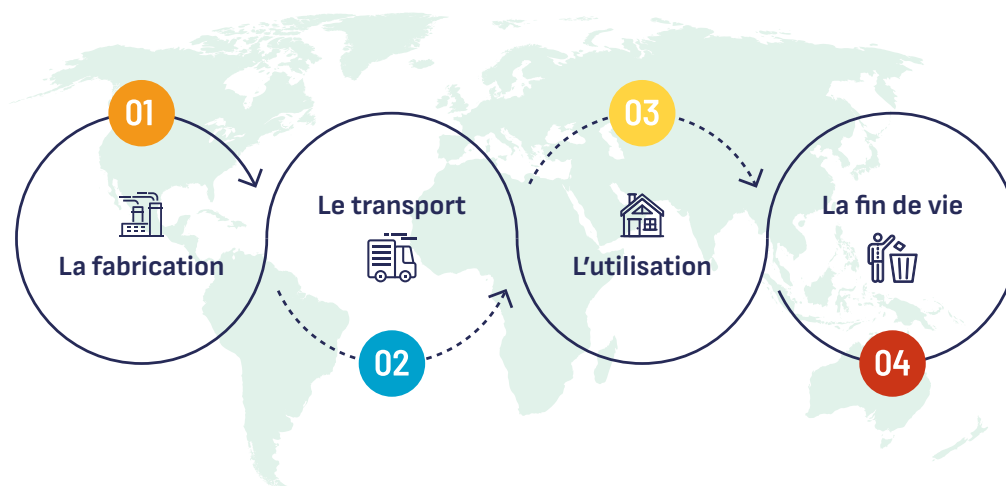 01
La fabrication
Le transport
02
03
L’utilisation
La fin de vie
04